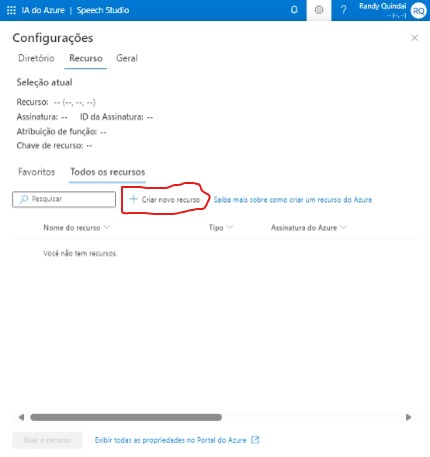 IA do Azure | Speech Studio
Randy Quindai
RQ
Configurações
Diretório Recurso Geral
Seleção atual
Recurso: -- (--, --, --)
Assinatura: -- ID da Assinatura: --
Atribuição de função: --
Chave de recurso: --
Favoritos Todos os recursos
Pesquisar + Criar novo recurso Saiba mais sobre como criar um recurso do Azure
Nome do recurso Tipo Assinatura do Azure
Você não tem recursos.
Usar o recurso Exibir todas as propriedades no Portal do Azure